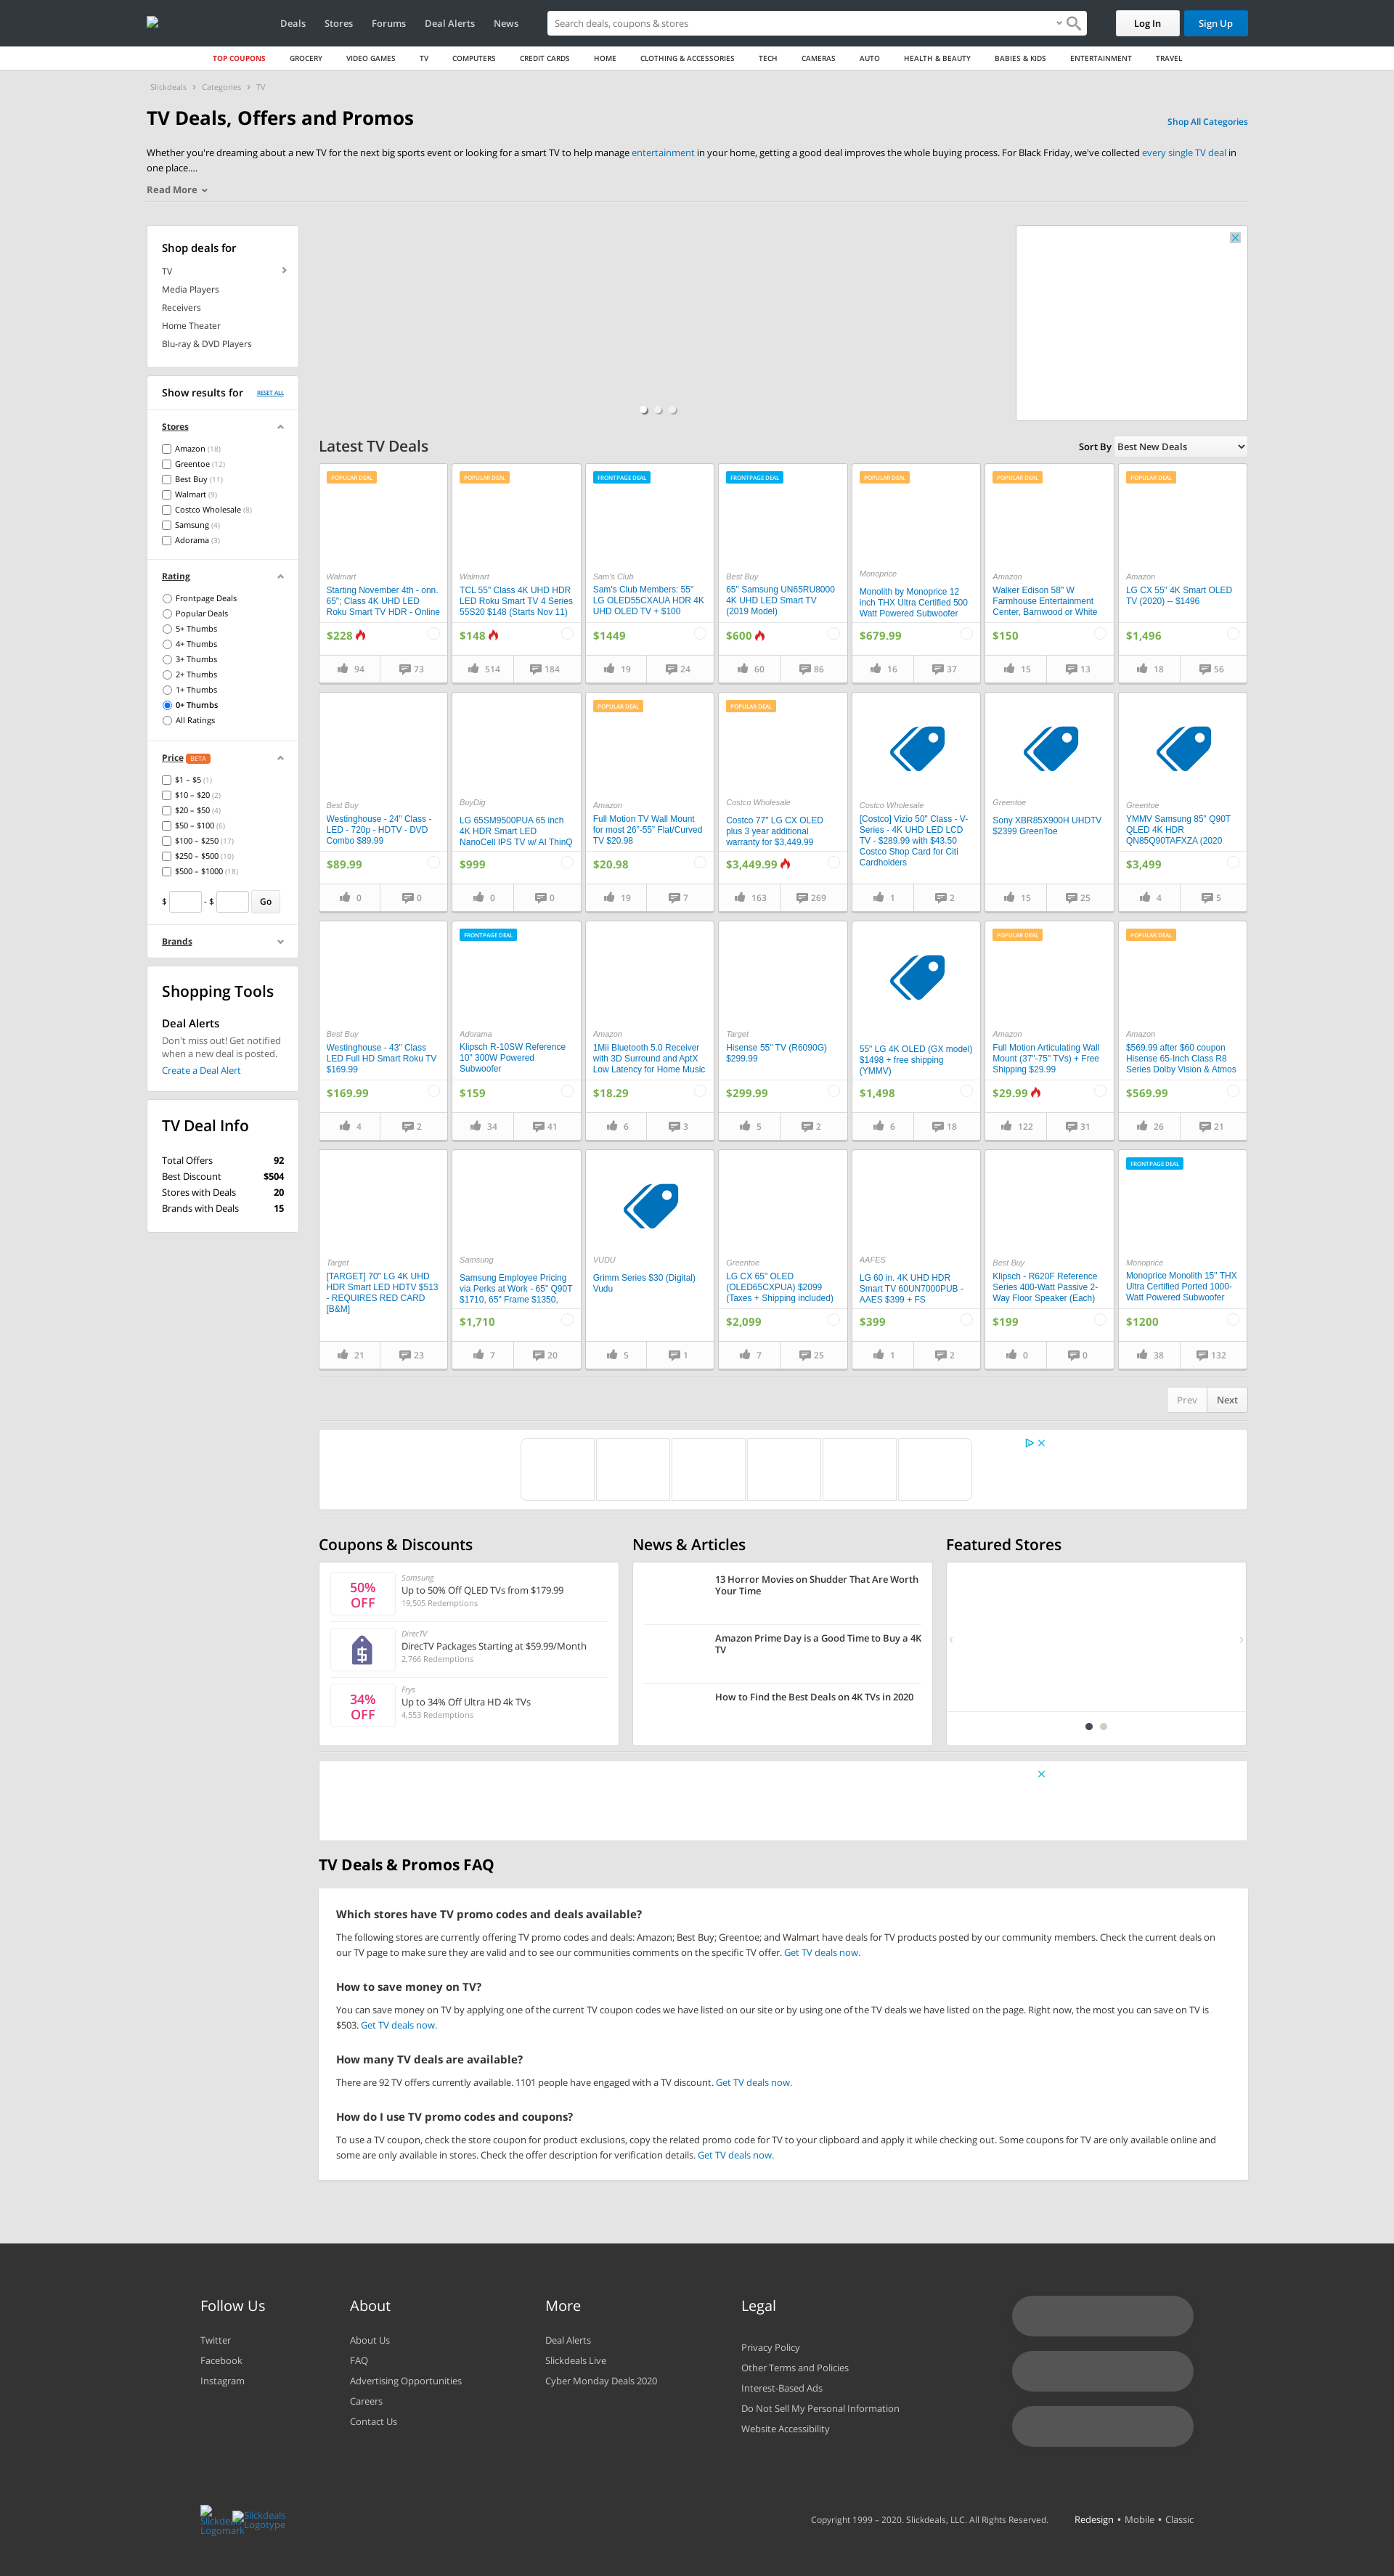 Deals Stores Forums Deal Alerts News Search deals, coupons & stores Log In Sign Up
TOP COUPONS GROCERY VIDEO GAMES TV COMPUTERS CREDIT CARDS HOME CLOTHING & ACCESSORIES TECH CAMERAS AUTO HEALTH & BEAUTY BABIES & KIDS ENTERTAINMENT TRAVEL
Slickdeals › Categories › TV
TV Deals, Offers and Promos
Shop All Categories
Whether you're dreaming about a new TV for the next big sports event or looking for a smart TV to help manage entertainment in your home, getting a good deal improves the whole buying process. For Black Friday, we've collected every single TV deal in
one place....
Read More
Shop deals for
TV
Media Players
Receivers
Home Theater
Blu-ray & DVD Players
Show results for RESET ALL
Stores
Amazon (18)
Greentoe (12)
Best Buy (11)
Walmart (9)
Costco Wholesale (8)
Samsung (4)
Adorama (3)
Rating
Frontpage Deals
Popular Deals
5+ Thumbs
4+ Thumbs
3+ Thumbs
2+ Thumbs
1+ Thumbs
0+ Thumbs
All Ratings
Price BETA
$1 – $5 (1)
$10 – $20 (2)
$20 – $50 (4)
$50 – $100 (6)
$100 – $250 (17)
$250 – $500 (10)
$500 – $1000 (18)
$ - $ Go
Brands
Shopping Tools
Deal Alerts
Don't miss out! Get notified
when a new deal is posted.
Create a Deal Alert
TV Deal Info
Total Offers 92
Best Discount $504
Stores with Deals 20
Brands with Deals 15
Latest TV Deals
Sort By Best New Deals
POPULAR DEAL
Walmart
Starting November 4th - onn.
65"; Class 4K UHD LED
Roku Smart TV HDR - Online
$228
94 73
POPULAR DEAL
Walmart
TCL 55" Class 4K UHD HDR
LED Roku Smart TV 4 Series
55S20 $148 (Starts Nov 11)
$148
514 184
FRONTPAGE DEAL
Sam's Club
Sam's Club Members: 55"
LG OLED55CXAUA HDR 4K
UHD OLED TV + $100
$1449
19 24
FRONTPAGE DEAL
Best Buy
65" Samsung UN65RU8000
4K UHD LED Smart TV
(2019 Model)
$600
60 86
POPULAR DEAL
Monoprice
Monolith by Monoprice 12
inch THX Ultra Certified 500
Watt Powered Subwoofer
$679.99
16 37
POPULAR DEAL
Amazon
Walker Edison 58" W
Farmhouse Entertainment
Center, Barnwood or White
$150
15 13
POPULAR DEAL
Amazon
LG CX 55" 4K Smart OLED
TV (2020) -- $1496
$1,496
18 56
Best Buy
Westinghouse - 24" Class -
LED - 720p - HDTV - DVD
Combo $89.99
$89.99
0 0
BuyDig
LG 65SM9500PUA 65 inch
4K HDR Smart LED
NanoCell IPS TV w/ AI ThinQ
$999
0 0
POPULAR DEAL
Amazon
Full Motion TV Wall Mount
for most 26"-55" Flat/Curved
TV $20.98
$20.98
19 7
POPULAR DEAL
Costco Wholesale
Costco 77" LG CX OLED
plus 3 year additional
warranty for $3,449.99
$3,449.99
163 269
Costco Wholesale
[Costco] Vizio 50" Class - V-
Series - 4K UHD LED LCD
TV - $289.99 with $43.50
Costco Shop Card for Citi
Cardholders
1 2
Greentoe
Sony XBR85X900H UHDTV
$2399 GreenToe
15 25
Greentoe
YMMV Samsung 85" Q90T
QLED 4K HDR
QN85Q90TAFXZA (2020
$3,499
4 5
Best Buy
Westinghouse - 43" Class
LED Full HD Smart Roku TV
$169.99
$169.99
4 2
FRONTPAGE DEAL
Adorama
Klipsch R-10SW Reference
10" 300W Powered
Subwoofer
$159
34 41
Amazon
1Mii Bluetooth 5.0 Receiver
with 3D Surround and AptX
Low Latency for Home Music
$18.29
6 3
Target
Hisense 55" TV (R6090G)
$299.99
$299.99
5 2
55" LG 4K OLED (GX model)
$1498 + free shipping
(YMMV)
$1,498
6 18
POPULAR DEAL
Amazon
Full Motion Articulating Wall
Mount (37"-75" TVs) + Free
Shipping $29.99
$29.99
122 31
POPULAR DEAL
Amazon
$569.99 after $60 coupon
Hisense 65-Inch Class R8
Series Dolby Vision & Atmos
$569.99
26 21
Target
[TARGET] 70" LG 4K UHD
HDR Smart LED HDTV $513
- REQUIRES RED CARD
[B&M]
21 23
Samsung
Samsung Employee Pricing
via Perks at Work - 65" Q90T
$1710, 65" Frame $1350,
$1,710
7 20
VUDU
Grimm Series $30 (Digital)
Vudu
5 1
Greentoe
LG CX 65" OLED
(OLED65CXPUA) $2099
(Taxes + Shipping included)
$2,099
7 25
AAFES
LG 60 in. 4K UHD HDR
Smart TV 60UN7000PUB -
AAES $399 + FS
$399
1 2
Best Buy
Klipsch - R620F Reference
Series 400-Watt Passive 2-
Way Floor Speaker (Each)
$199
0 0
FRONTPAGE DEAL
Monoprice
Monoprice Monolith 15" THX
Ultra Certified Ported 1000-
Watt Powered Subwoofer
$1200
38 132
Prev Next
Coupons & Discounts
50%
OFF
Samsung
Up to 50% Off QLED TVs from $179.99
19,505 Redemptions
DirecTV
DirecTV Packages Starting at $59.99/Month
2,766 Redemptions
34%
OFF
Frys
Up to 34% Off Ultra HD 4k TVs
4,553 Redemptions
News & Articles
13 Horror Movies on Shudder That Are Worth
Your Time
Amazon Prime Day is a Good Time to Buy a 4K
TV
How to Find the Best Deals on 4K TVs in 2020
Featured Stores
TV Deals & Promos FAQ
Which stores have TV promo codes and deals available?
The following stores are currently offering TV promo codes and deals: Amazon; Best Buy; Greentoe; and Walmart have deals for TV products posted by our community members. Check the current deals on
our TV page to make sure they are valid and to see our communities comments on the specific TV offer. Get TV deals now.
How to save money on TV?
You can save money on TV by applying one of the current TV coupon codes we have listed on our site or by using one of the TV deals we have listed on the page. Right now, the most you can save on TV is
$503. Get TV deals now.
How many TV deals are available?
There are 92 TV offers currently available. 1101 people have engaged with a TV discount. Get TV deals now.
How do I use TV promo codes and coupons?
To use a TV coupon, check the store coupon for product exclusions, copy the related promo code for TV to your clipboard and apply it while checking out. Some coupons for TV are only available online and
some are only available in stores. Check the offer description for verification details. Get TV deals now.
Follow Us
Twitter
Facebook
Instagram
About
About Us
FAQ
Advertising Opportunities
Careers
Contact Us
More
Deal Alerts
Slickdeals Live
Cyber Monday Deals 2020
Legal
Privacy Policy
Other Terms and Policies
Interest-Based Ads
Do Not Sell My Personal Information
Website Accessibility
Logomark
Slickdeals
Logotype
Copyright 1999 – 2020. Slickdeals, LLC. All Rights Reserved. Redesign • Mobile • Classic